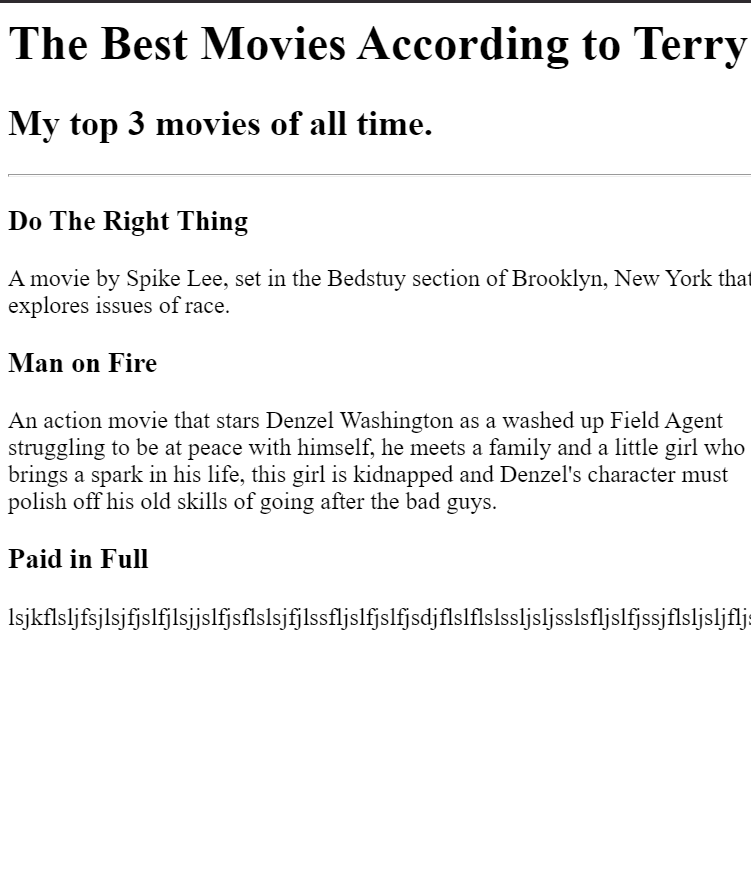 The Best Movies According to Terry
My top 3 movies of all time.
Do The Right Thing
A movie by Spike Lee, set in the Bedstuy section of Brooklyn, New York that
explores issues of race.
Man on Fire
An action movie that stars Denzel Washington as a washed up Field Agent
struggling to be at peace with himself, he meets a family and a little girl who
brings a spark in his life, this girl is kidnapped and Denzel's character must
polish off his old skills of going after the bad guys.
Paid in Full